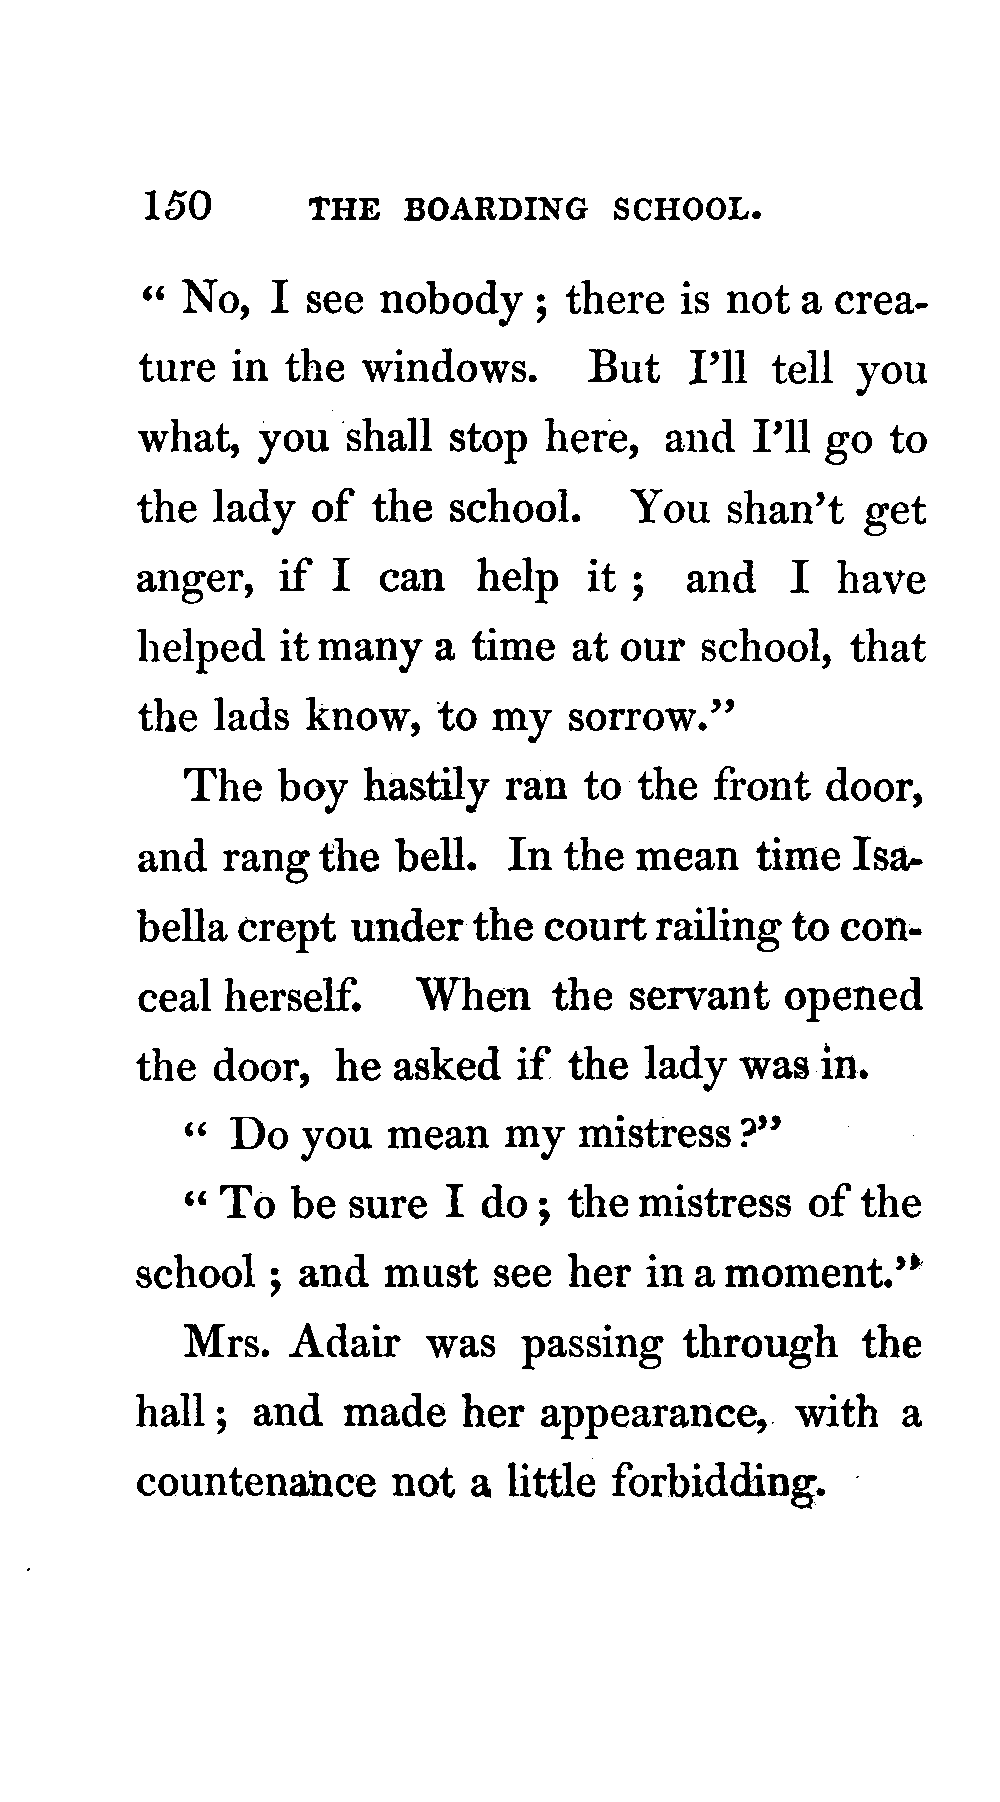 150 THE BOARDING SCHOOL.
“ No, I see nobody ; there is not a crea-
ture in the windows. But I’ll tell you
what, you shall stop here, and I’ll go to
the lady of the school. You shan’t get
anger, if I can help it ; and I have
helped it many a time at our school, that
the lads know, to my sorrow.”
The boy hastily ran to the front door,
and rang the bell. In the mean time Isa-
bella crept under the court railing to con-
ceal herself. When the servant opened
the door, he asked if the lady was in.
“ Do you mean my mistress ?”
“ To be sure I do ; the mistress of the
school ; and must see her in a moment.”
Mrs. Adair was passing through the
hall ; and made her appearance, with a
countenance not a little forbidding.